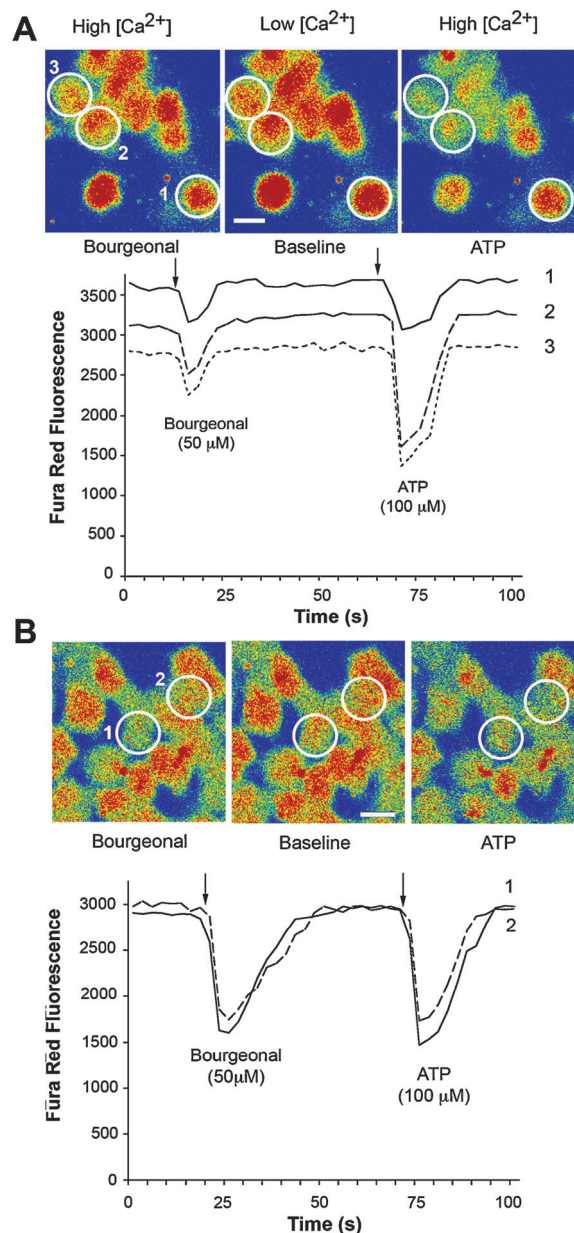 A
High [Ca2+] Low [Ca2+] High [Ca2+]
3
2
1
Bourgeonal Baseline ATP
3500
3000
2500
2000
1500
1000
500
0
Fura Red Fluorescence
1
2
3
Bourgeonal
(50 μM)
ATP
(100 μM)
0 25 50 75 100
Time (s)
B
2
1
Bourgeonal Baseline ATP
3000
2500
2000
1500
1000
500
0
Fura Red Fluorescence
1
2
Bourgeonal
(50μM)
ATP
(100 μM)
0 25 50 75 100
Time (s)